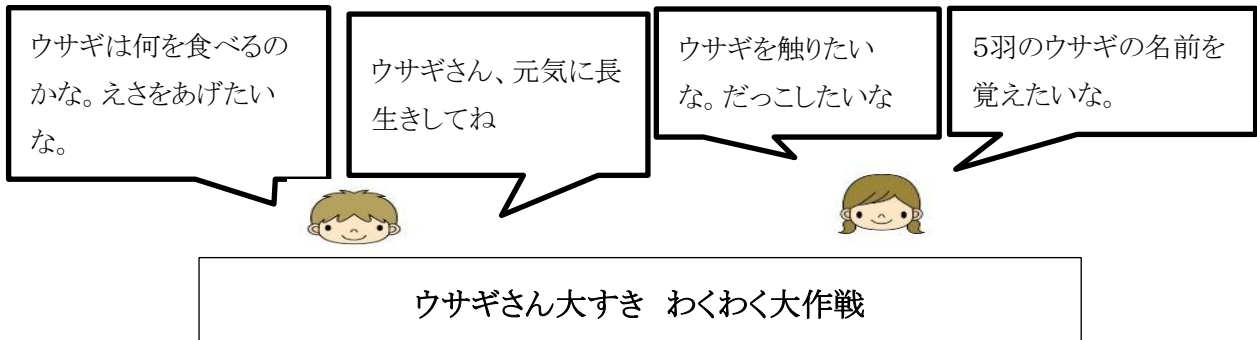 ウサギは何を食べるの
かな。えさをあげたい
な。
ウサギさん、元気に長
生きしてね
ウサギを触りたい
な。だっこしたいな
5羽のウサギの名前を
覚えたいな。
ウサギさん大すき わくわく大作戦